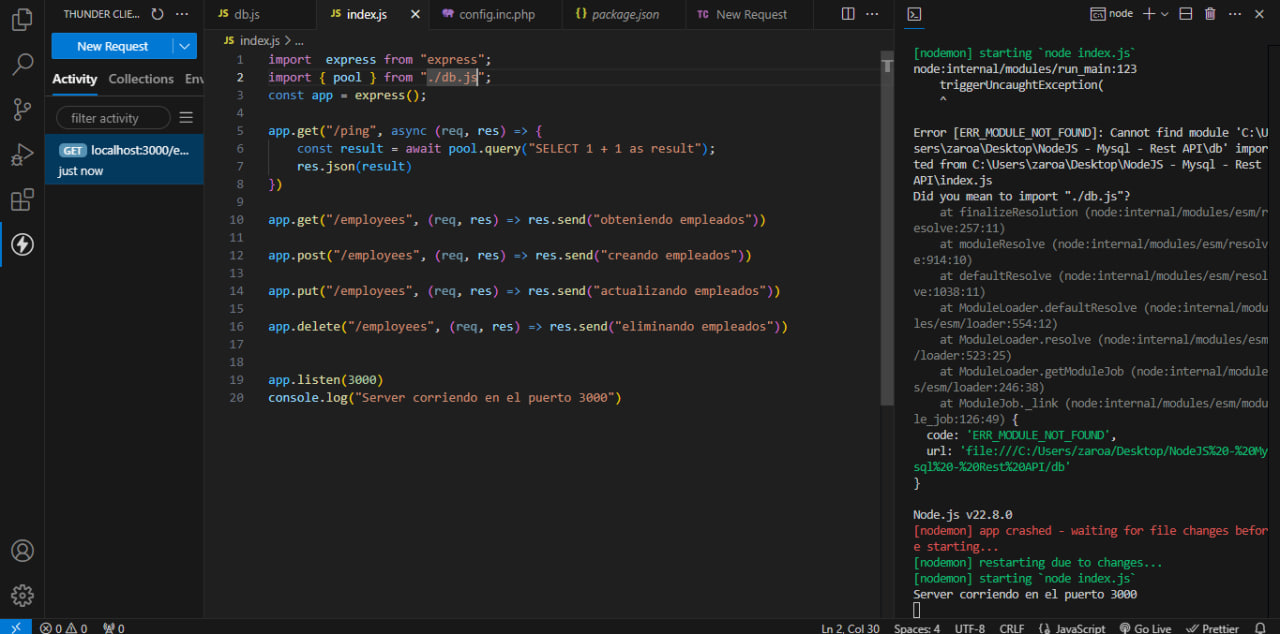 THUNDER CLIE...
New Request
Activity Collections Env
filter activity
GET localhost:3000/e...
just now
JS db.js
JS index.js
config.inc.php
{} package.json
TC New Request
JS index.js > ...
1 import  express from "express";
2 import { pool } from "./db.js";
3 const app = express();
4
5 app.get("/ping", async (req, res) => {
6     const result = await pool.query("SELECT 1 + 1 as result");
7     res.json(result)
8 })
9
10 app.get("/employees", (req, res) => res.send("obteniendo empleados"))
11
12 app.post("/employees", (req, res) => res.send("creando empleados"))
13
14 app.put("/employees", (req, res) => res.send("actualizando empleados"))
15
16 app.delete("/employees", (req, res) => res.send("eliminando empleados"))
17
18
19 app.listen(3000)
20 console.log("Server corriendo en el puerto 3000")
node
[nodemon] starting `node index.js`
node:internal/modules/run_main:123
    triggerUncaughtException(
    ^
Error [ERR_MODULE_NOT_FOUND]: Cannot find module 'C:\U
sers\zaroa\Desktop\NodeJS - Mysql - Rest API\db' impor
ted from C:\Users\zaroa\Desktop\NodeJS - Mysql - Rest
API\index.js
Did you mean to import "./db.js"?
    at finalizeResolution (node:internal/modules/esm/r
esolve:257:11)
    at moduleResolve (node:internal/modules/esm/resolv
e:914:10)
    at defaultResolve (node:internal/modules/esm/resol
ve:1038:11)
    at ModuleLoader.defaultResolve (node:internal/modu
les/esm/loader:554:12)
    at ModuleLoader.resolve (node:internal/modules/esm
/loader:523:25)
    at ModuleLoader.getModuleJob (node:internal/module
s/esm/loader:246:38)
    at ModuleJob._link (node:internal/modules/esm/modu
le_job:126:49) {
  code: 'ERR_MODULE_NOT_FOUND',
  url: 'file:///C:/Users/zaroa/Desktop/NodeJS%20-%20My
sql%20-%20Rest%20API/db'
}
Node.js v22.8.0
[nodemon] app crashed - waiting for file changes befor
e starting...
[nodemon] restarting due to changes...
[nodemon] starting `node index.js`
Server corriendo en el puerto 3000
0 0 0
Ln 2, Col 30 Spaces: 4 UTF-8 CRLF {} JavaScript Go Live Prettier